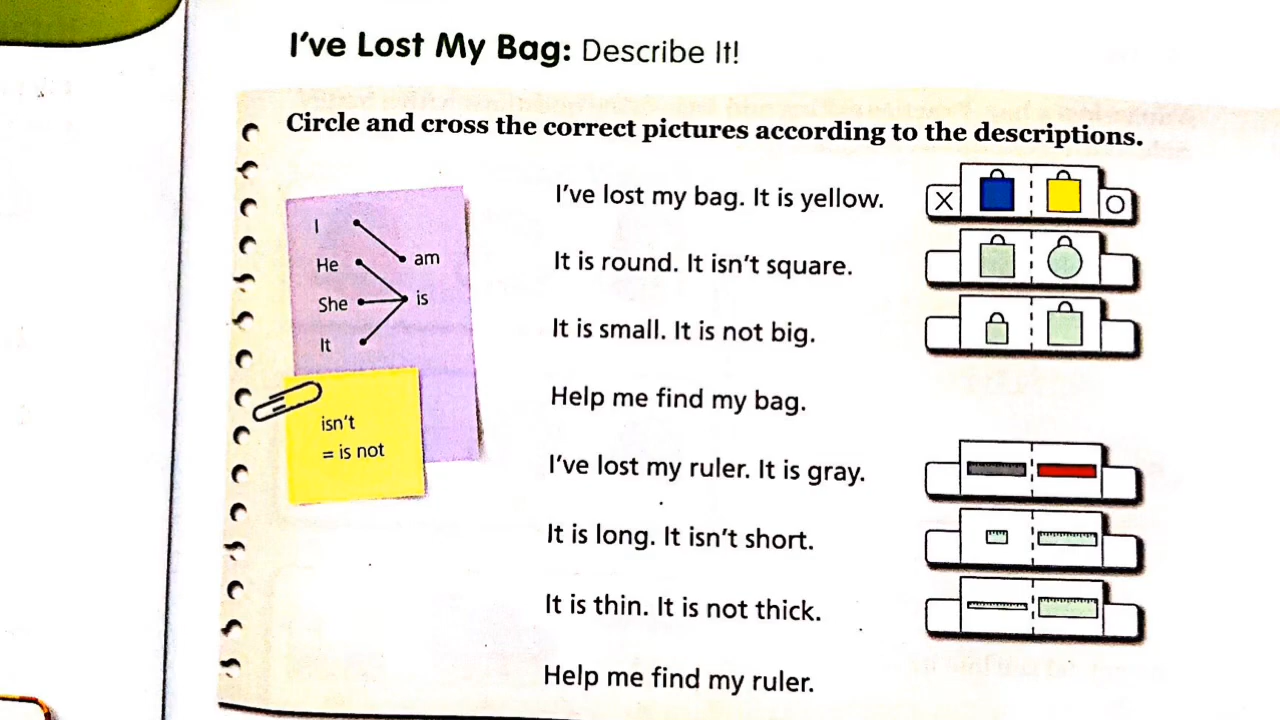 I've Lost My Bag: Describe It!
Circle and cross the correct pictures according to the descriptions.
I
He
She
It
am
is
isn't
= is not
I've lost my bag. It is yellow.
X
O
It is round. It isn't square.
It is small. It is not big.
Help me find my bag.
I've lost my ruler. It is gray.
It is long. It isn't short.
It is thin. It is not thick.
Help me find my ruler.